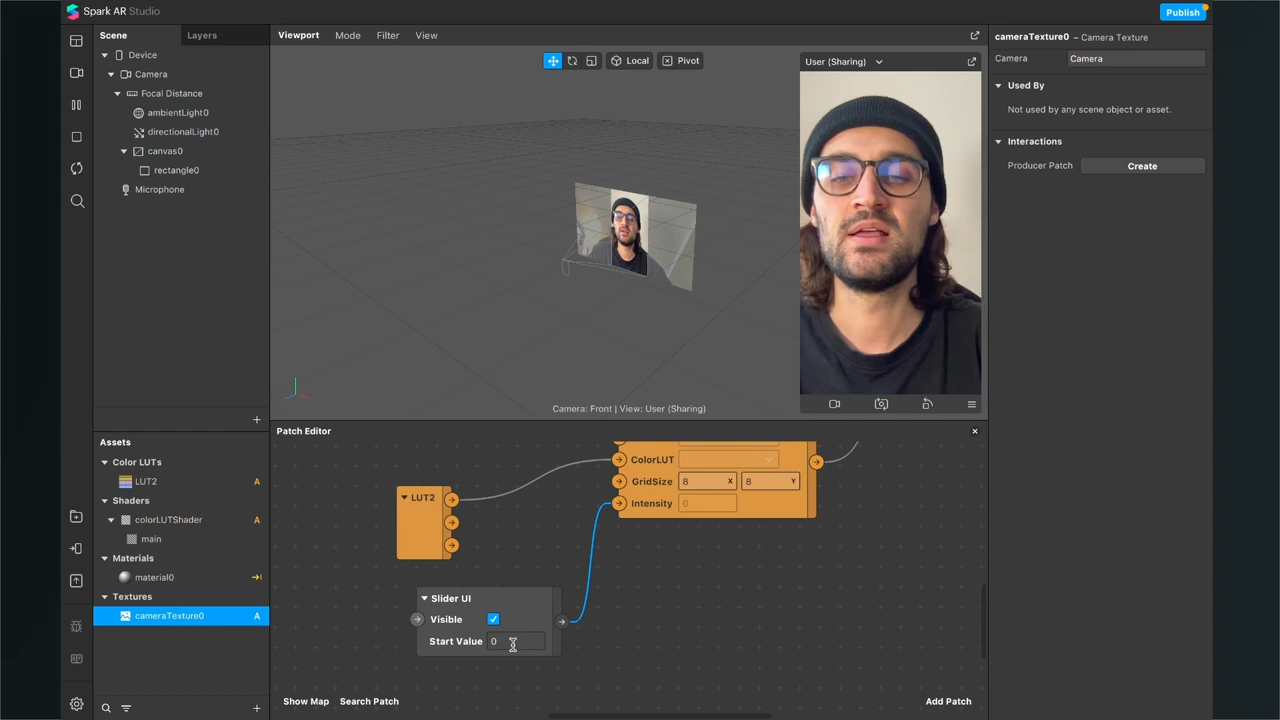 Spark AR Studio
Publish
Scene
Layers
Device
Camera
Focal Distance
ambientLight0
directionalLight0
canvas0
rectangle0
Microphone
Viewport
Mode
Filter
View
Local
Pivot
User (Sharing)
Camera: Front | View: User (Sharing)
cameraTexture0 – Camera Texture
Camera
Camera
Used By
Not used by any scene object or asset.
Interactions
Producer Patch
Create
Assets
Color LUTs
LUT2
A
Shaders
colorLUTShader
A
main
Materials
material0
Textures
cameraTexture0
A
Patch Editor
ColorLUT
GridSize
8
X
8
Y
Intensity
0
LUT2
Slider UI
Visible
Start Value
0
Show Map
Search Patch
Add Patch